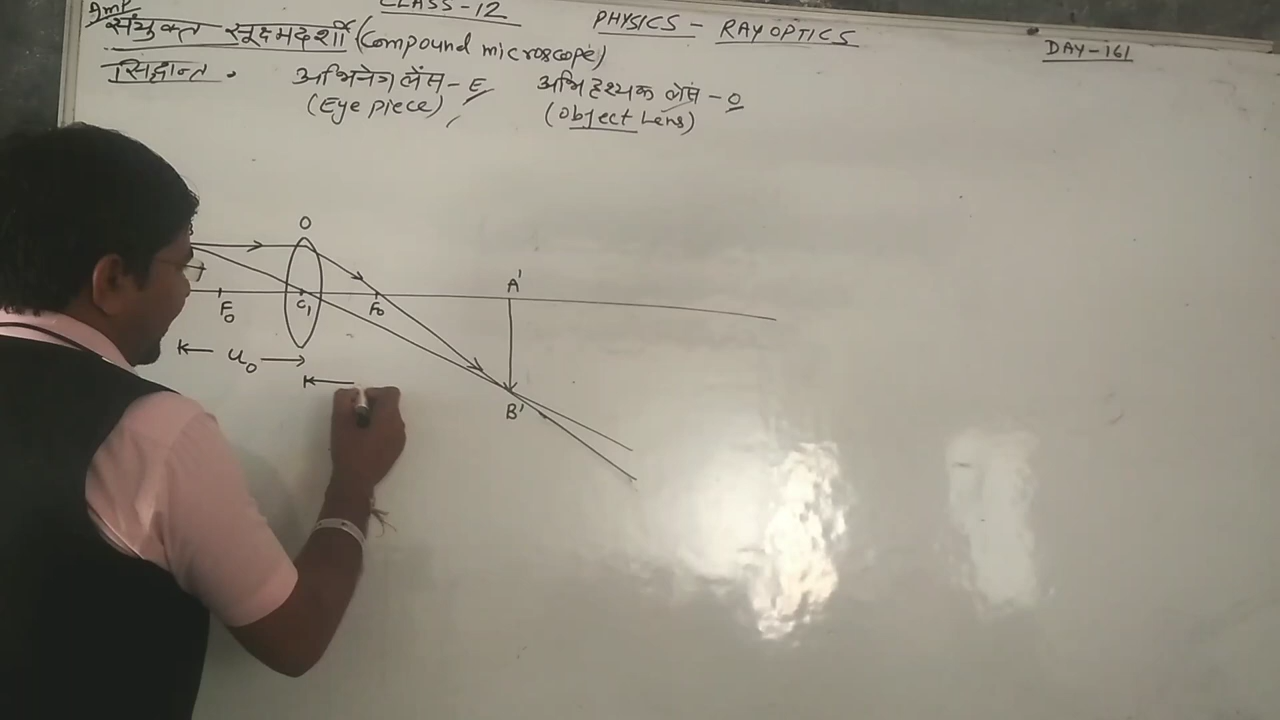 CLASS-12
PHYSICS - RAY OPTICS
DAY-161
Imp
संयुक्त सूक्ष्मदर्शी (Compound microscope)
सिद्धान्त.
अभिनेत्र लेंस - E
अभिदृश्यक लेंस - O
(Eye piece)
(Object Lens)
O
A'
F₀
C₁
F₀
u₀
B'